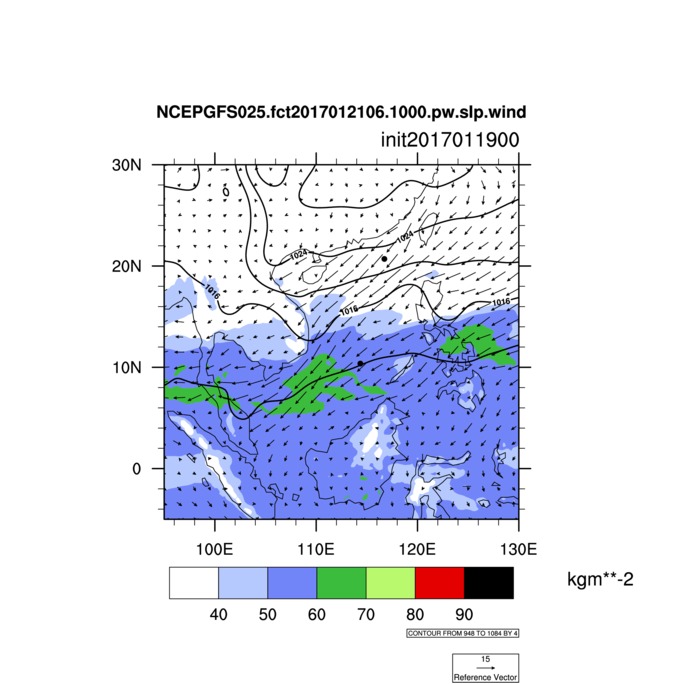 NCEPGFS025.fct2017012106.1000.pw.slp.wind
init2017011900
30N
0
1024
1024
20N
1016
1016
1016
10N
0
100E 110E 120E 130E
kgm**-2
40 50 60 70 80 90
CONTOUR FROM 948 TO 1084 BY 4
15
Reference Vector